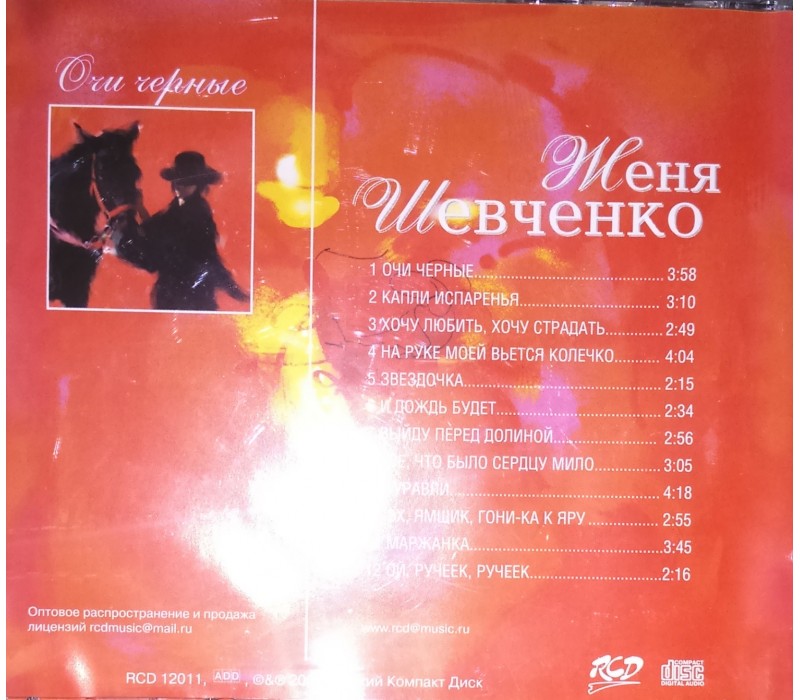 Очи черные
Женя
Шевченко
1 ОЧИ ЧЕРНЫЕ 3:58
2 КАПЛИ ИСПАРЕНЬЯ 3:10
3 ХОЧУ ЛЮБИТЬ, ХОЧУ СТРАДАТЬ 2:49
4 НА РУКЕ МОЕЙ ВЬЕТСЯ КОЛЕЧКО 4:04
5 ЗВЕЗДОЧКА 2:15
И ДОЖДЬ БУДЕТ 2:34
ВЫЙДУ ПЕРЕД ДОЛИНОЙ 2:56
ЧТО БЫЛО СЕРДЦУ МИЛО 3:05
4:18
ЯМЩИК, ГОНИ-КА К ЯРУ 2:55
МАРЖАНКА 3:45
12 ОЙ, РУЧЕЕК, РУЧЕЕК 2:16
Оптовое распространение и продажа
лицензий rcdmusic@mail.ru
www.rcd@music.ru
RCD 12011, ADD, ©&® Компакт Диск
RCD
COMPACT
disc
DIGITAL AUDIO